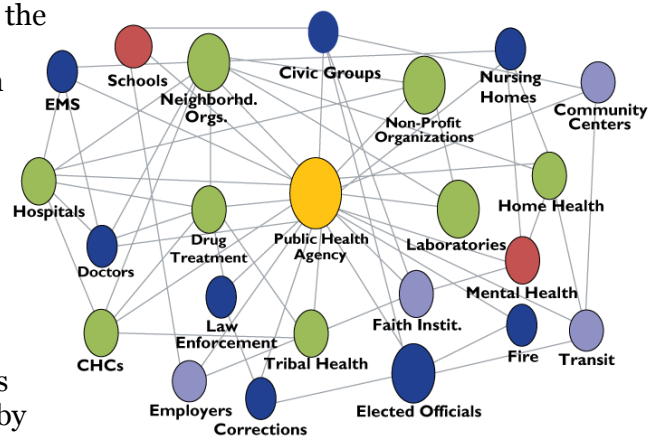 the
Civic Groups
Schools
Nursing
Homes
EMS
Neighborhd.
Orgs.
Community
Centers
Non-Profit
Organizations
Hospitals
Home Health
Drug
Treatment
Public Health
Agency
Laboratories
Doctors
Mental Health
Law
Enforcement
Faith Instit.
Fire
Transit
CHCs
Tribal Health
Employers
Corrections
Elected Officials
s
by